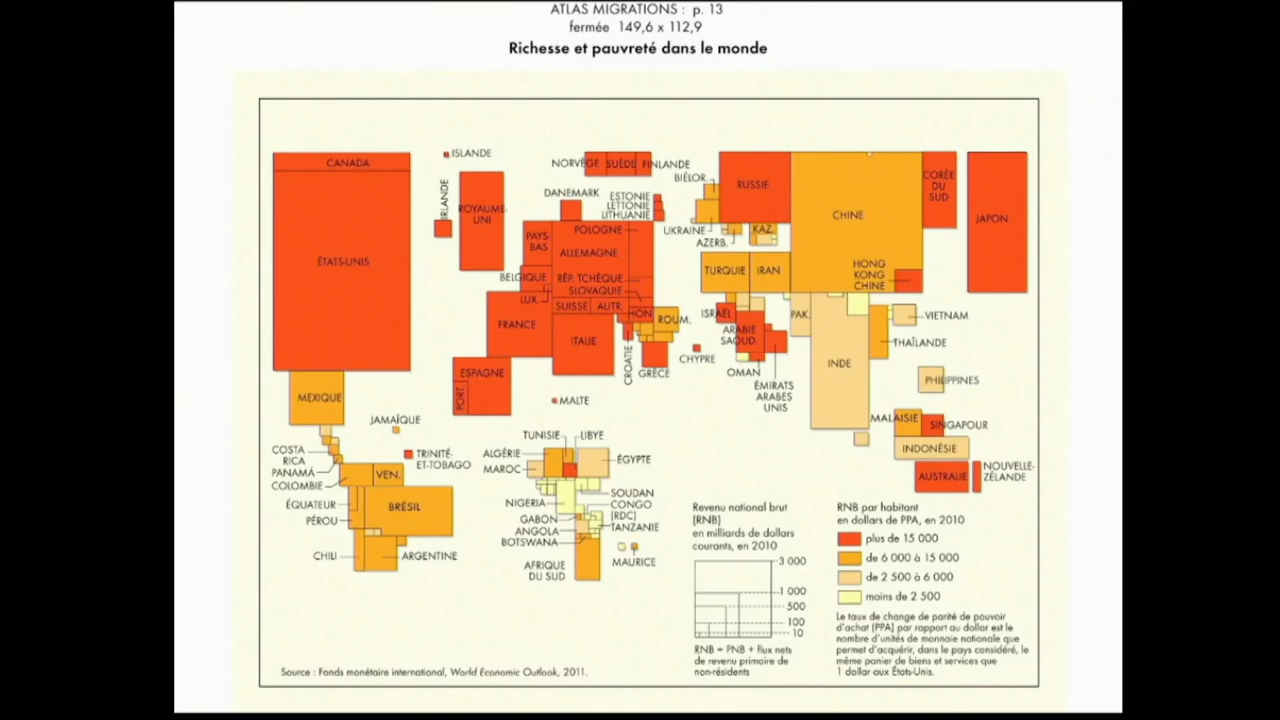 ATLAS MIGRATIONS : p. 13
fermée 149,6 x 112,9
Richesse et pauvreté dans le monde
CANADA
ÉTATS-UNIS
MEXIQUE
JAMAÏQUE
COSTA
RICA
PANAMÁ
COLOMBIE
TRINITÉ-
ET-TOBAGO
VEN.
ÉQUATEUR
PÉROU
BRÉSIL
CHILI
ARGENTINE
ISLANDE
IRLANDE
ROYAUME-
UNI
NORVÈGE
SUÈDE
FINLANDE
DANEMARK
ESTONIE
LETTONIE
LITHUANIE
PAYS-
BAS
POLOGNE
ALLEMAGNE
BELGIQUE
RÉP. TCHÈQUE
SLOVAQUIE
LUX.
SUISSE
AUTR.
HON
ROUM.
FRANCE
ITALIE
CROATIE
GRÈCE
CHYPRE
ESPAGNE
PORT.
MALTE
BIÉLOR.
RUSSIE
UKRAINE
AZERB.
KAZ.
CHINE
CORÉE
DU
SUD
JAPON
TURQUIE
IRAN
HONG
KONG
CHINE
ISRAËL
ARABIE
SAOUD.
PAK.
VIETNAM
THAÏLANDE
OMAN
ÉMIRATS
ARABES
UNIS
INDE
PHILIPPINES
MALAISIE
SINGAPOUR
INDONÉSIE
AUSTRALIE
NOUVELLE-
ZÉLANDE
TUNISIE
LIBYE
ALGÉRIE
MAROC
ÉGYPTE
NIGERIA
SOUDAN
CONGO
(RDC)
GABON
TANZANIE
ANGOLA
BOTSWANA
MAURICE
AFRIQUE
DU SUD
Revenu national brut
(RNB)
en milliards de dollars
courants, en 2010
3 000
1 000
500
100
10
RNB = PNB + flux nets
de revenu primaire de
non-résidents
RNB par habitant
en dollars de PPA, en 2010
plus de 15 000
de 6 000 à 15 000
de 2 500 à 6 000
moins de 2 500
Le taux de change de parité de pouvoir
d'achat (PPA) par rapport au dollar est le
nombre d'unités de monnaie nationale que
permet d'acquérir, dans le pays considéré, le
même panier de biens et services que
1 dollar aux États-Unis.
Source : Fonds monétaire international, World Economic Outlook, 2011.